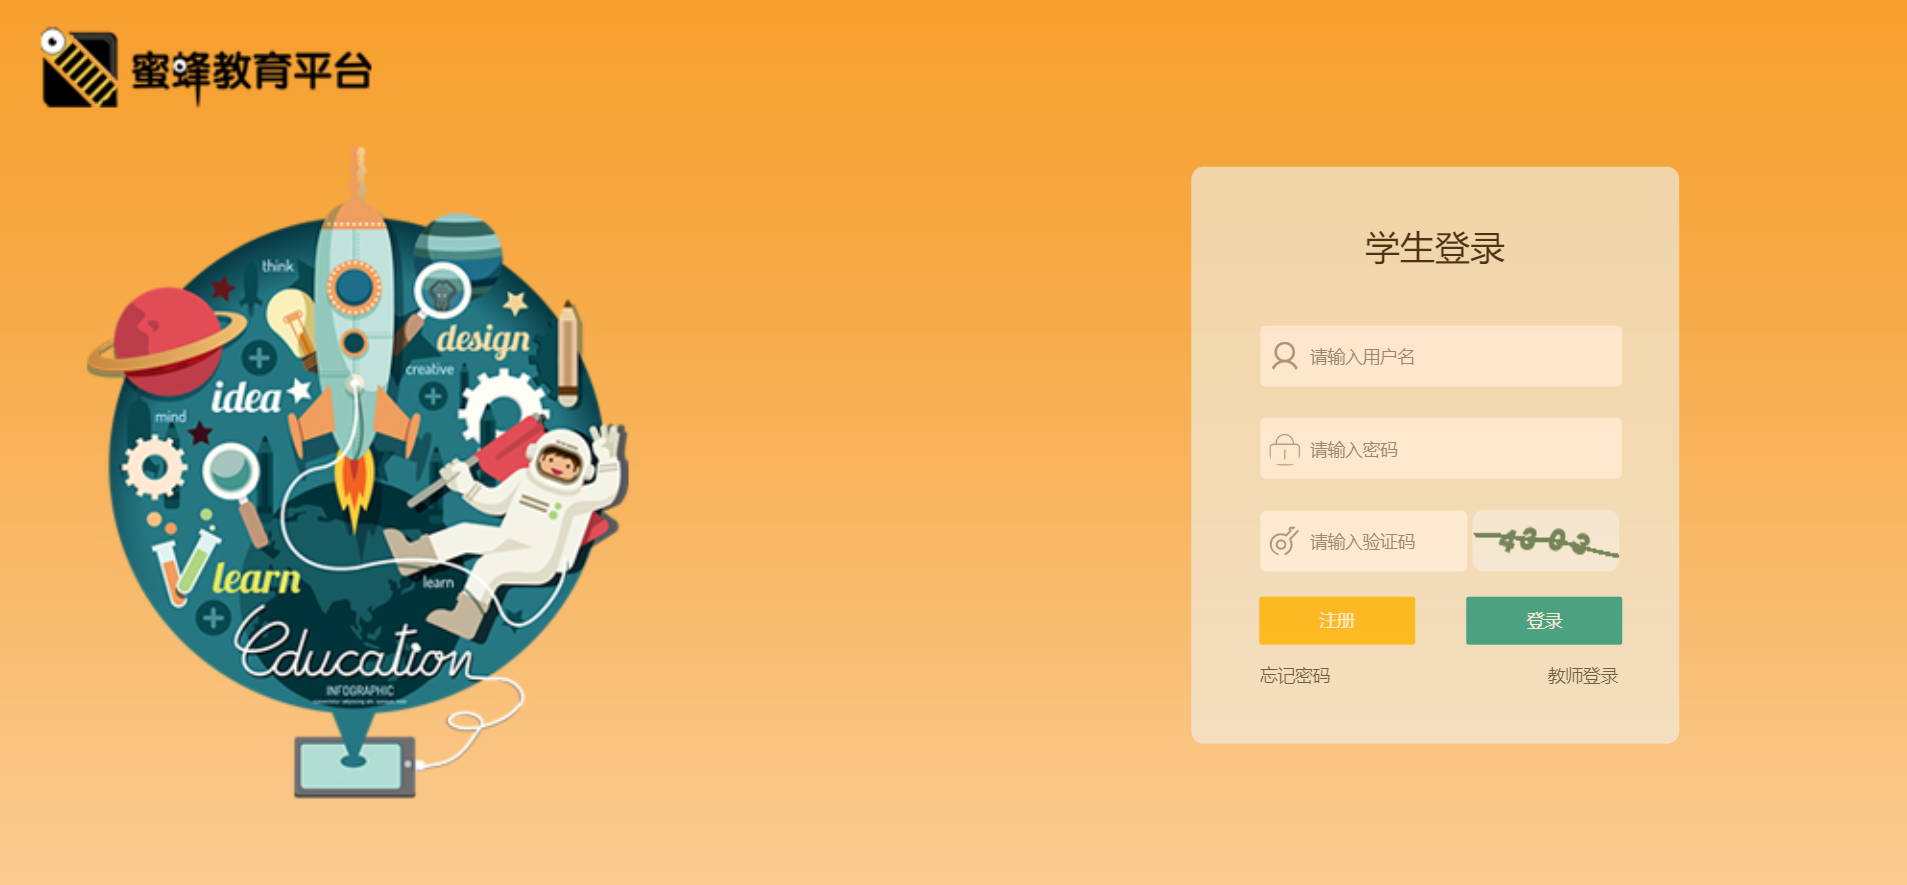 蜜蜂教育平台
think
design
creative
idea
mind
learn
learn
Education
INFOGRAPHIC
学生登录
请输入用户名
请输入密码
请输入验证码
4303
注册
登录
忘记密码
教师登录